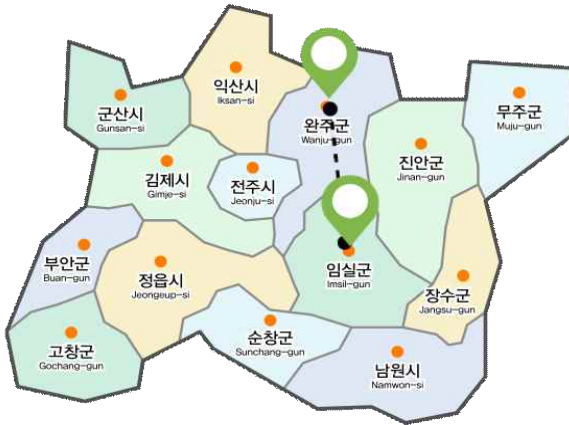 익산시
Iksan-si
군산시
Gunsan-si
무주군
Muju-gun
완주군
Wanju-gun
진안군
Jinan-gun
김제시
Gimje-si
전주시
Jeonju-si
부안군
Buan-gun
정읍시
Jeongeup-si
임실군
Imsil-gun
장수군
Jangsu-gun
고창군
Gochang-gun
순창군
Sunchang-gun
남원시
Namwon-si